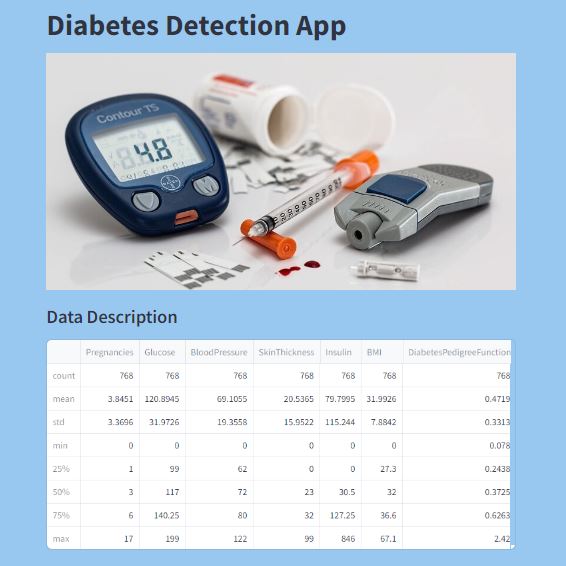 Diabetes Detection App
Contour TS
4.8
BAYER
Data Description
Pregnancies Glucose BloodPressure SkinThickness Insulin BMI DiabetesPedigreeFunction
count 768 768 768 768 768 768 768
mean 3.8451 120.8945 69.1055 20.5365 79.7995 31.9926 0.4719
std 3.3696 31.9726 19.3558 15.9522 115.244 7.8842 0.3313
min 0 0 0 0 0 0 0.078
25% 1 99 62 0 0 27.3 0.2438
50% 3 117 72 23 30.5 32 0.3725
75% 6 140.25 80 32 127.25 36.6 0.6263
max 17 199 122 99 846 67.1 2.42